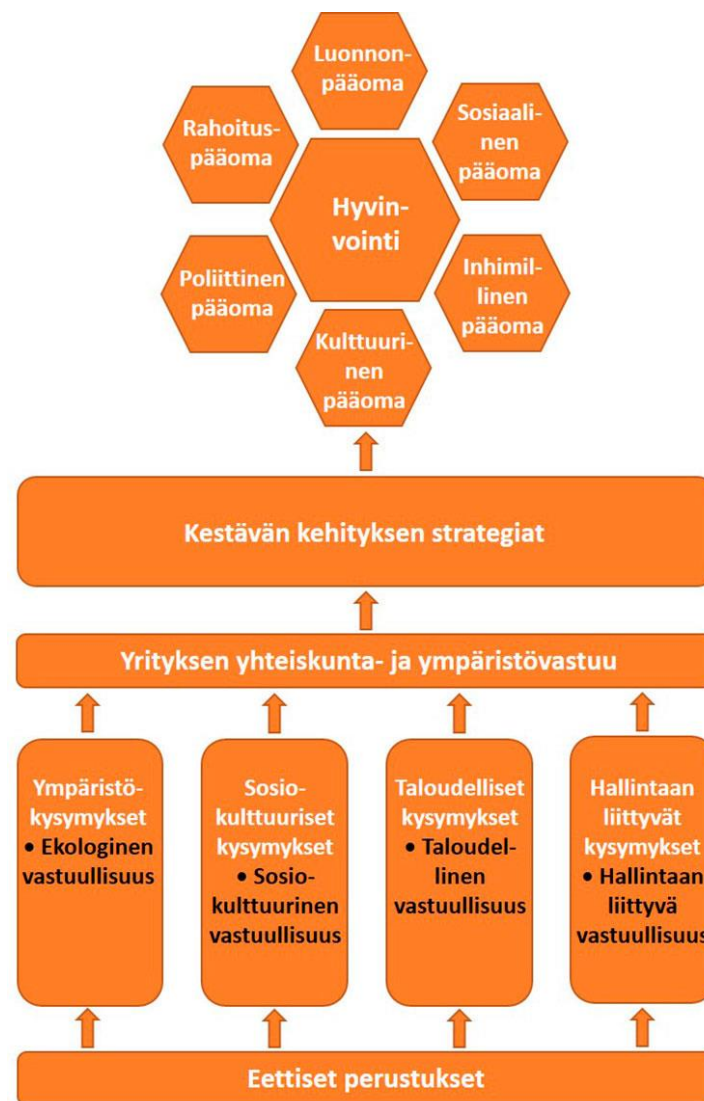 Luonnon-
pääoma
Rahoitus-
pääoma
Sosiaali-
nen
pääoma
Hyvin-
vointi
Poliittinen
pääoma
Inhimil-
linen
pääoma
Kulttuuri-
nen
pääoma
Kestävän kehityksen strategiat
Yrityksen yhteiskunta- ja ympäristövastuu
Ympäristö-
kysymykset
• Ekologinen
vastuullisuus
Sosio-
kulttuuriset
kysymykset
• Sosio-
kulttuurinen
vastuullisuus
Taloudelliset
kysymykset
• Taloudel-
linen
vastuullisuus
Hallintaan
liittyvät
kysymykset
• Hallintaan
liittyvä
vastuullisuus
Eettiset perustukset